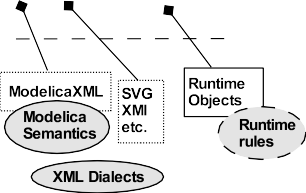 ModelicaXML
Modelica
Semantics
SVG
XMI
etc.
Runtime
Objects
Runtime
rules
XML Dialects